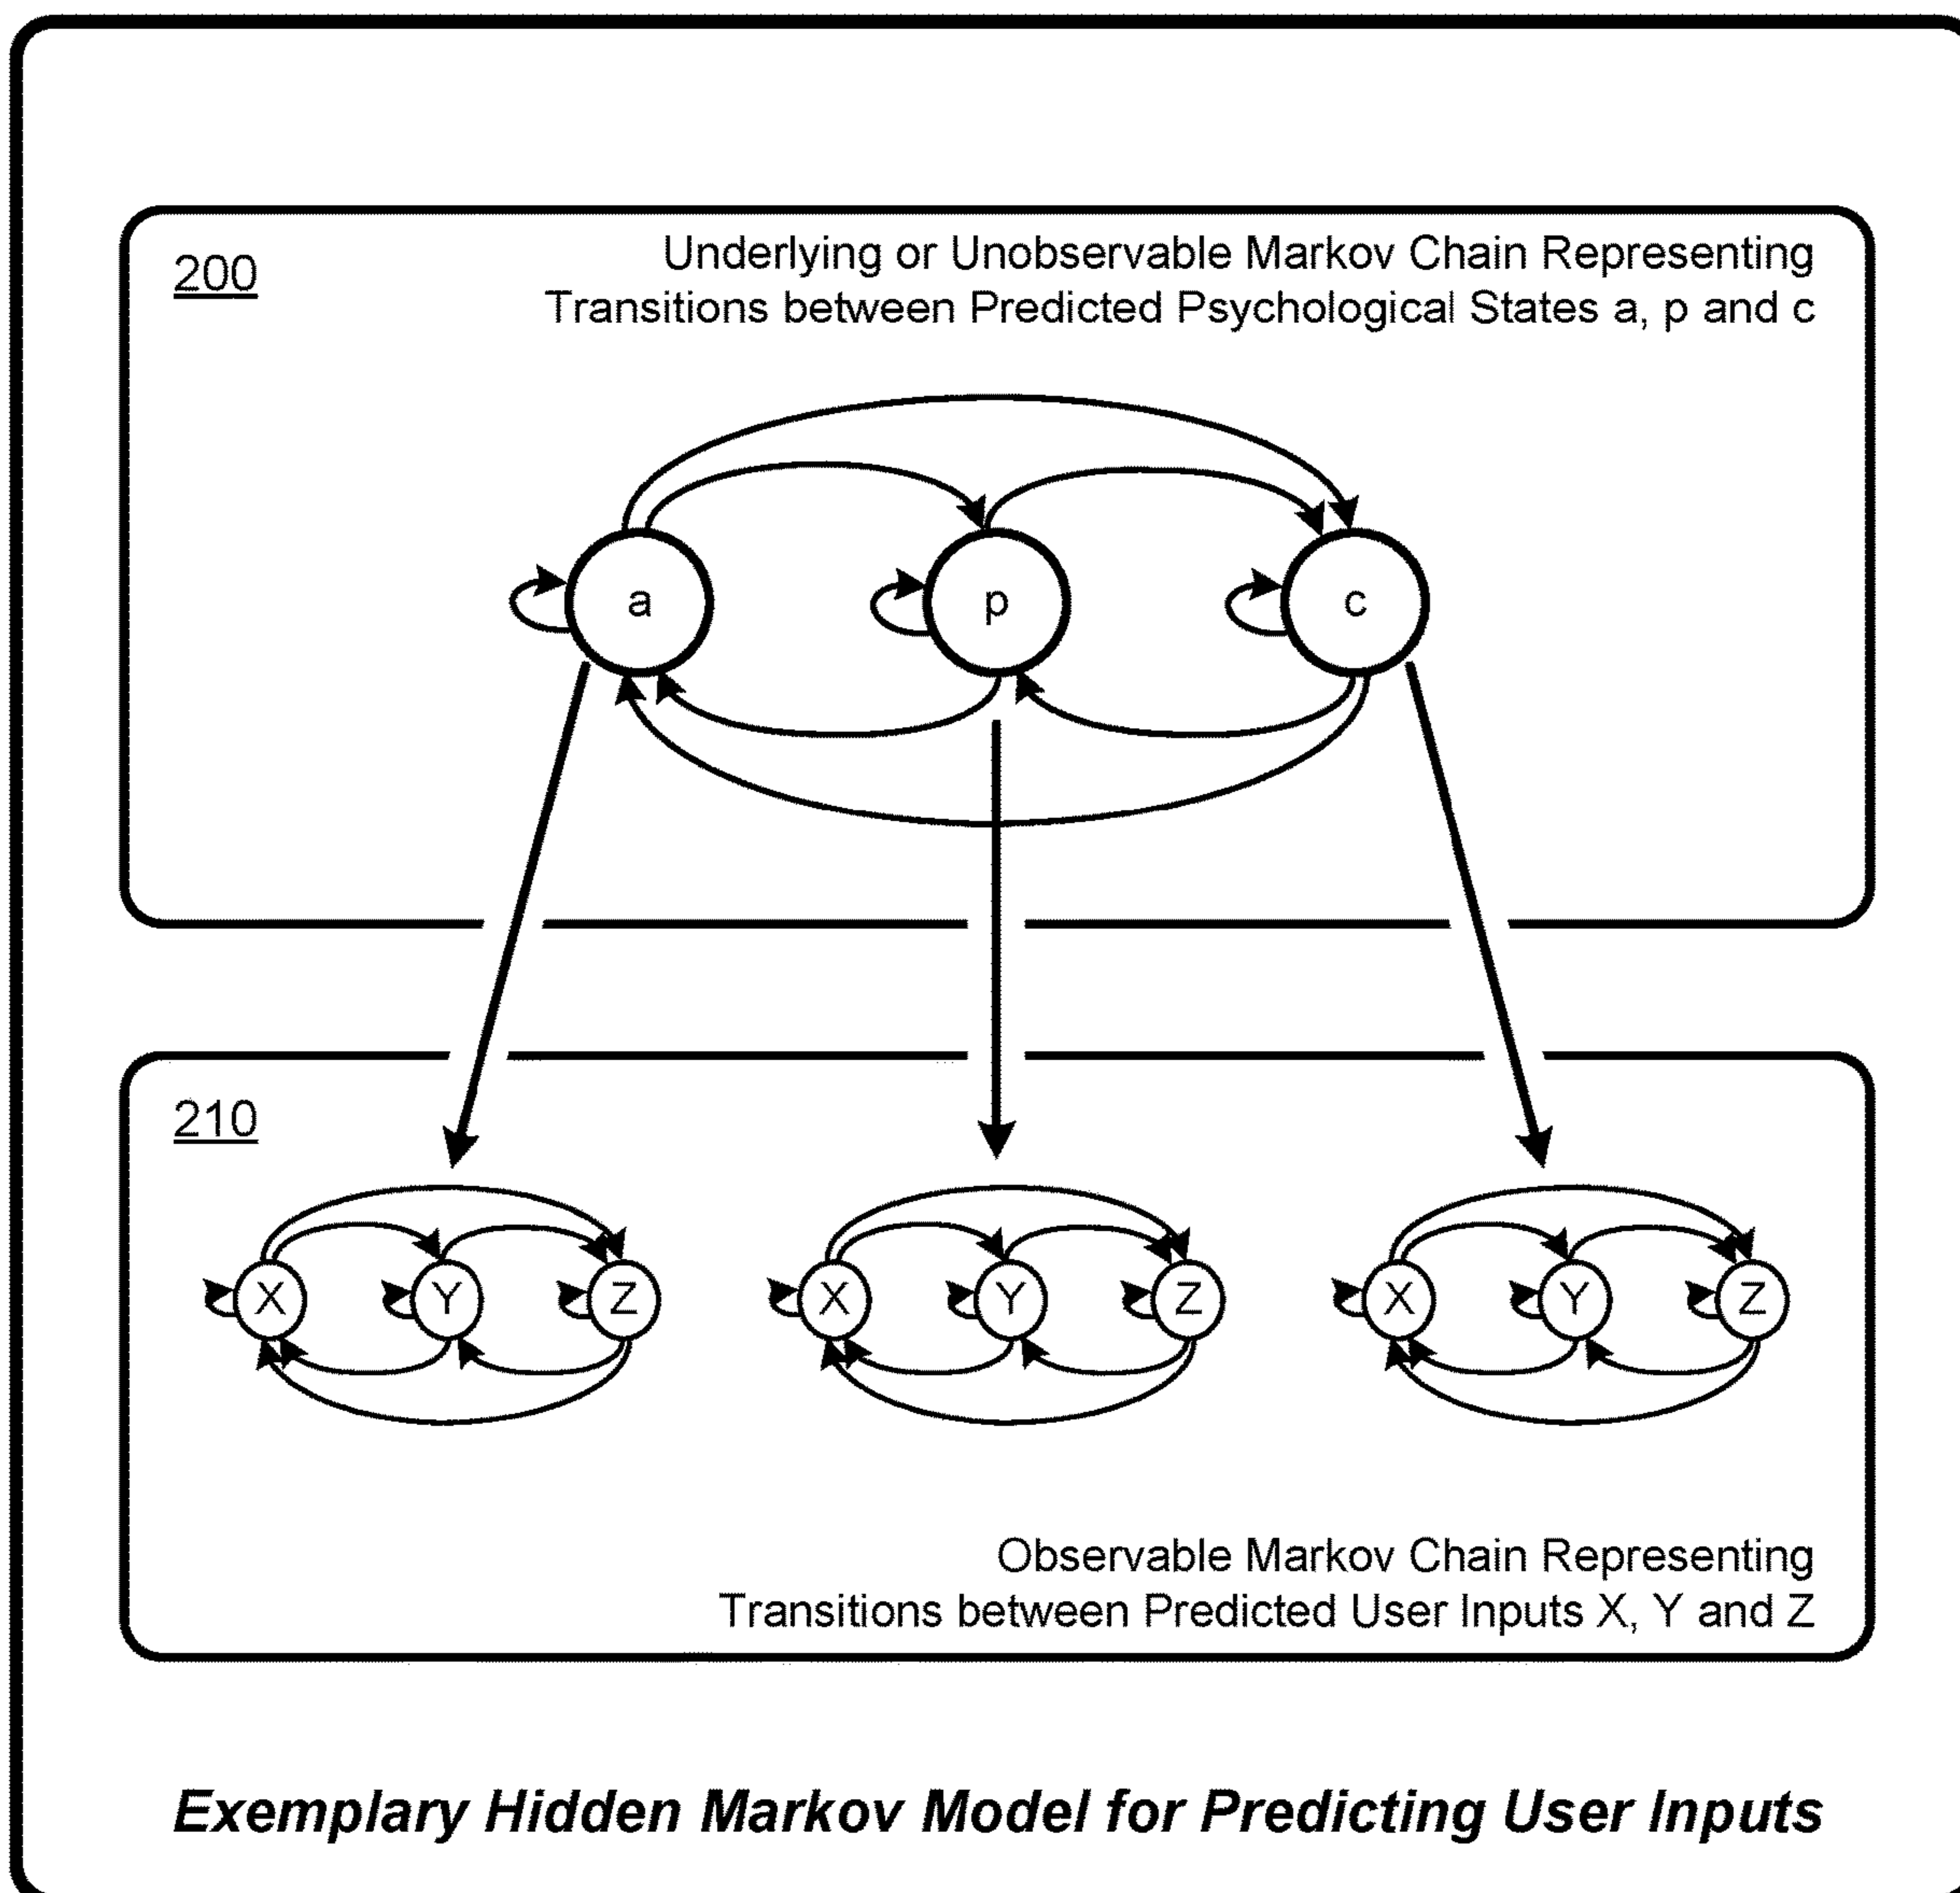 200
Underlying or Unobservable Markov Chain Representing
Transitions between Predicted Psychological States a, p and c
a p c
210
X Y Z X Y Z X Y Z
Observable Markov Chain Representing
Transitions between Predicted User Inputs X, Y and Z
Exemplary Hidden Markov Model for Predicting User Inputs